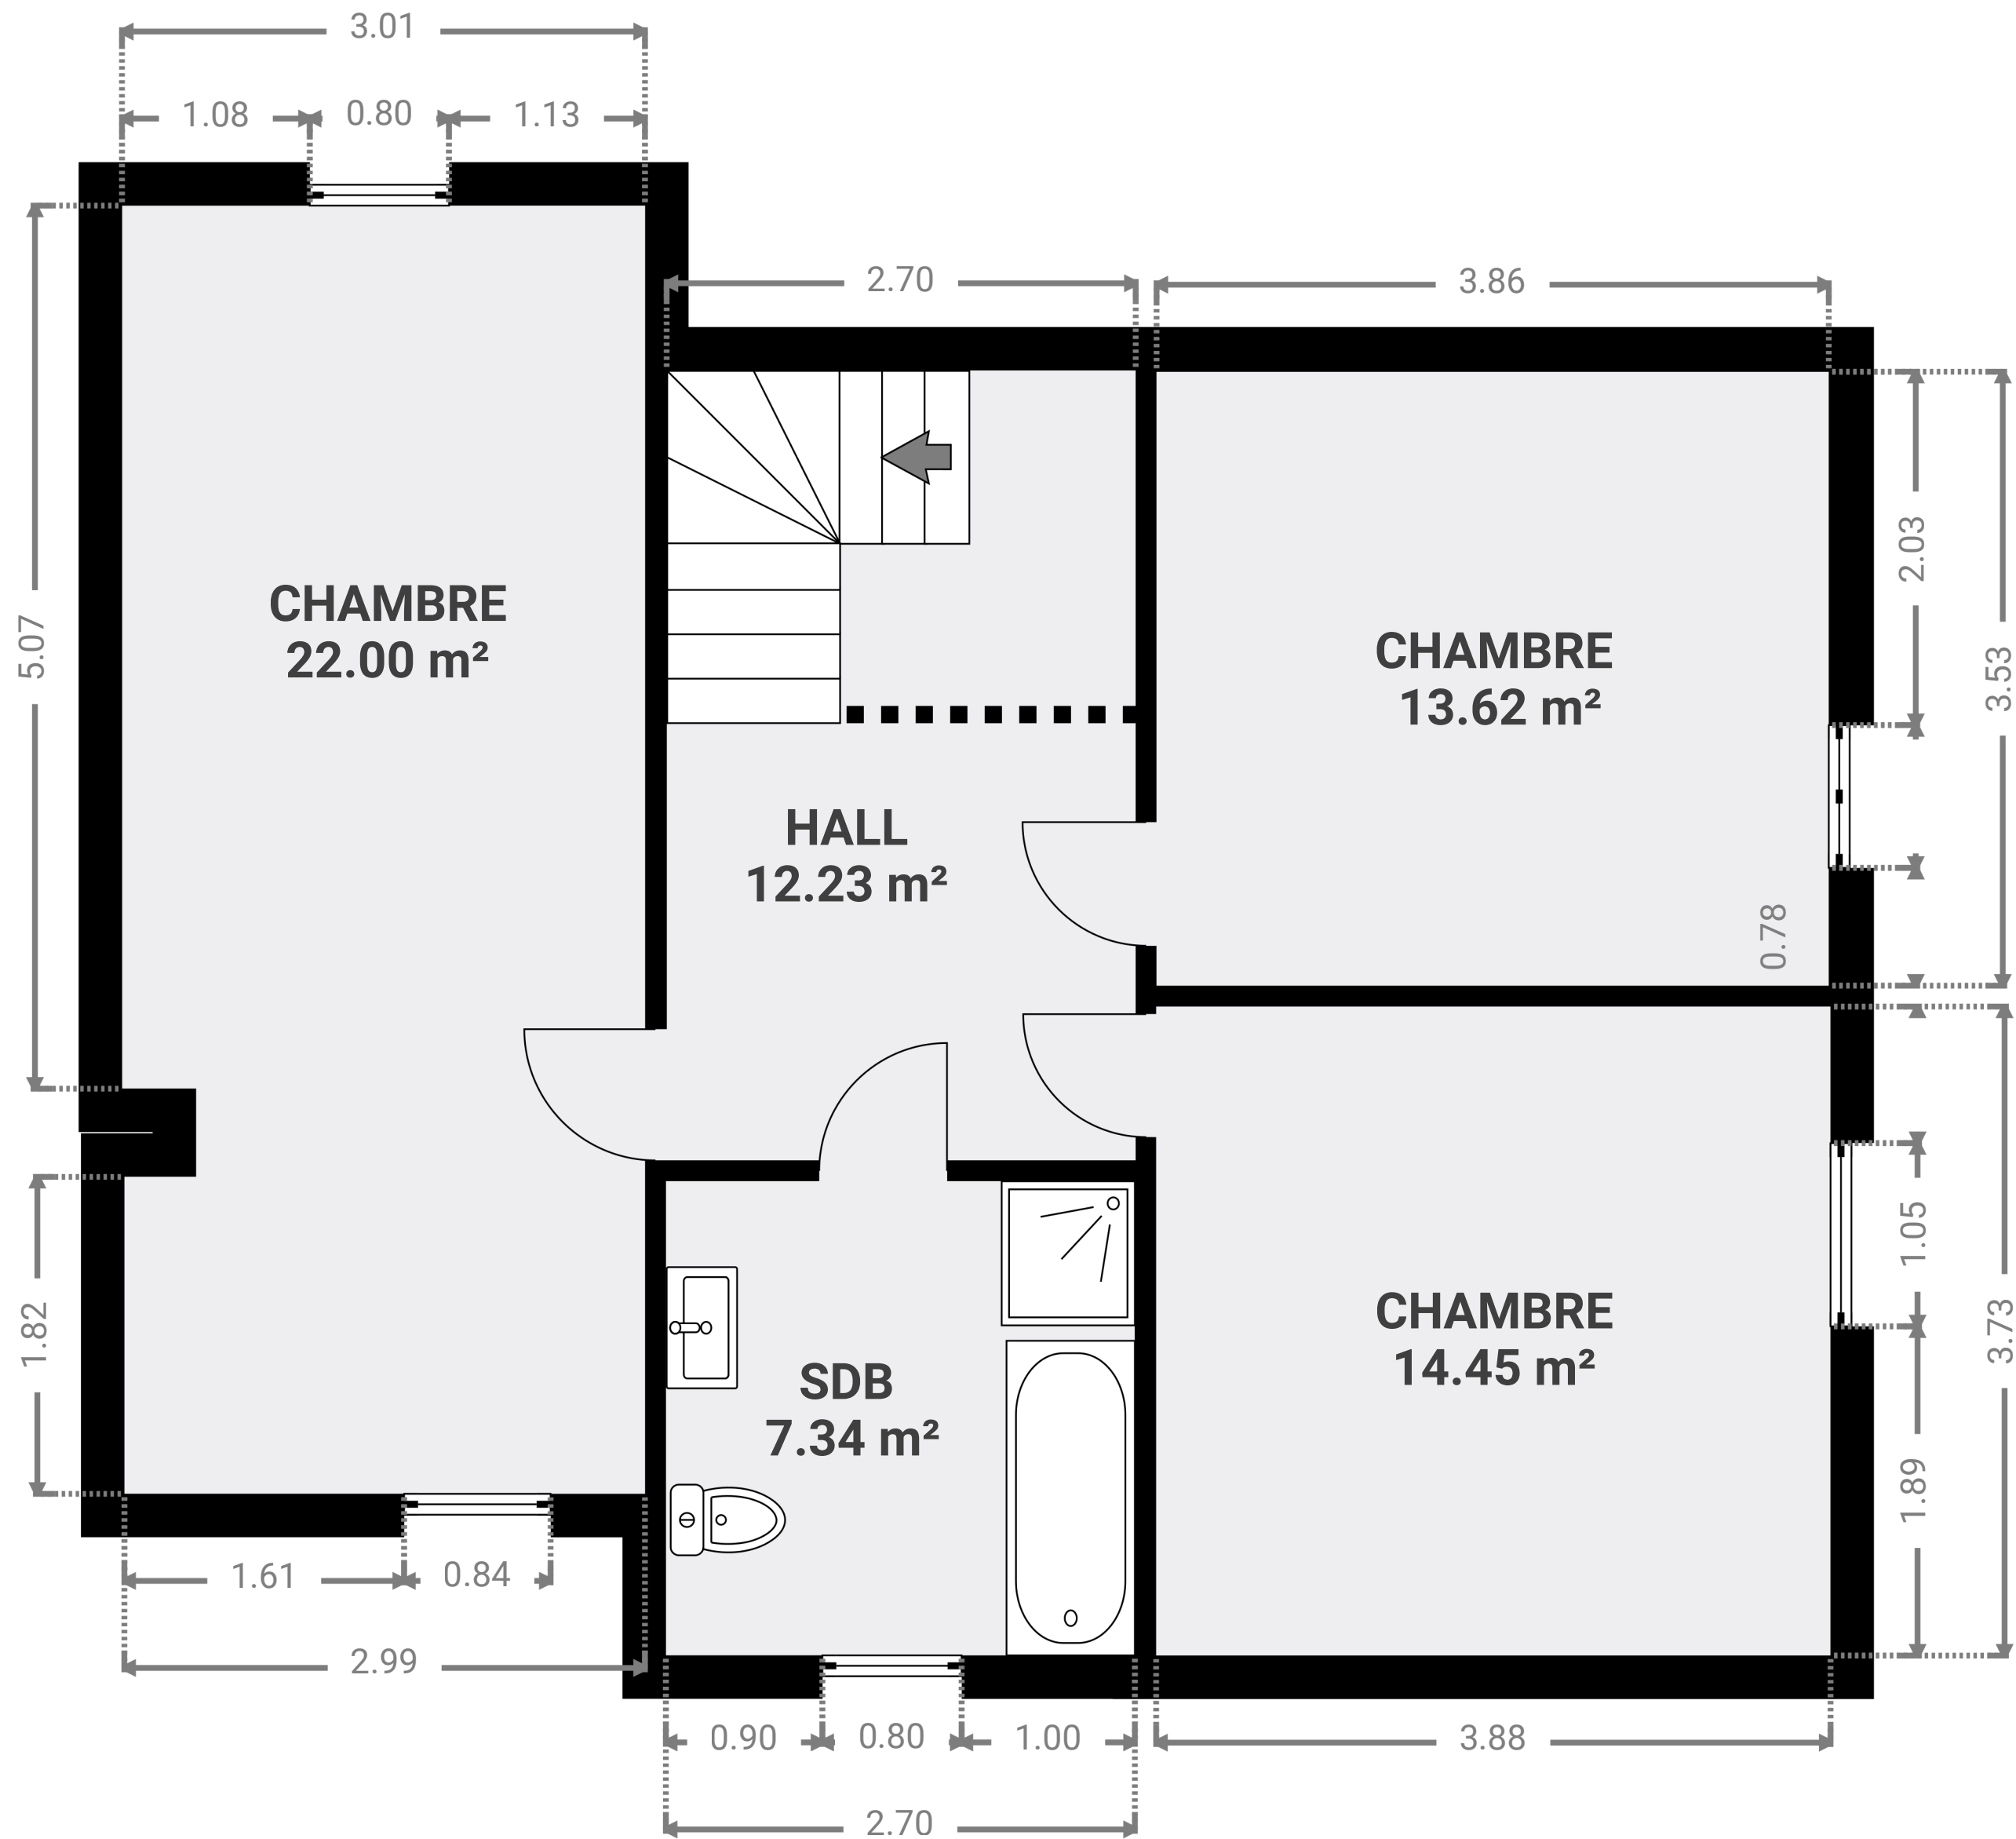 3.01
1.08
0.80
1.13
2.70
3.86
2.03
3.53
5.07
CHAMBRE
22.00 m²
CHAMBRE
13.62 m²
HALL
12.23 m²
0.78
1.05
1.82
3.73
CHAMBRE
14.45 m²
SDB
7.34 m²
1.89
1.61
0.84
2.99
0.90
0.80
1.00
3.88
2.70